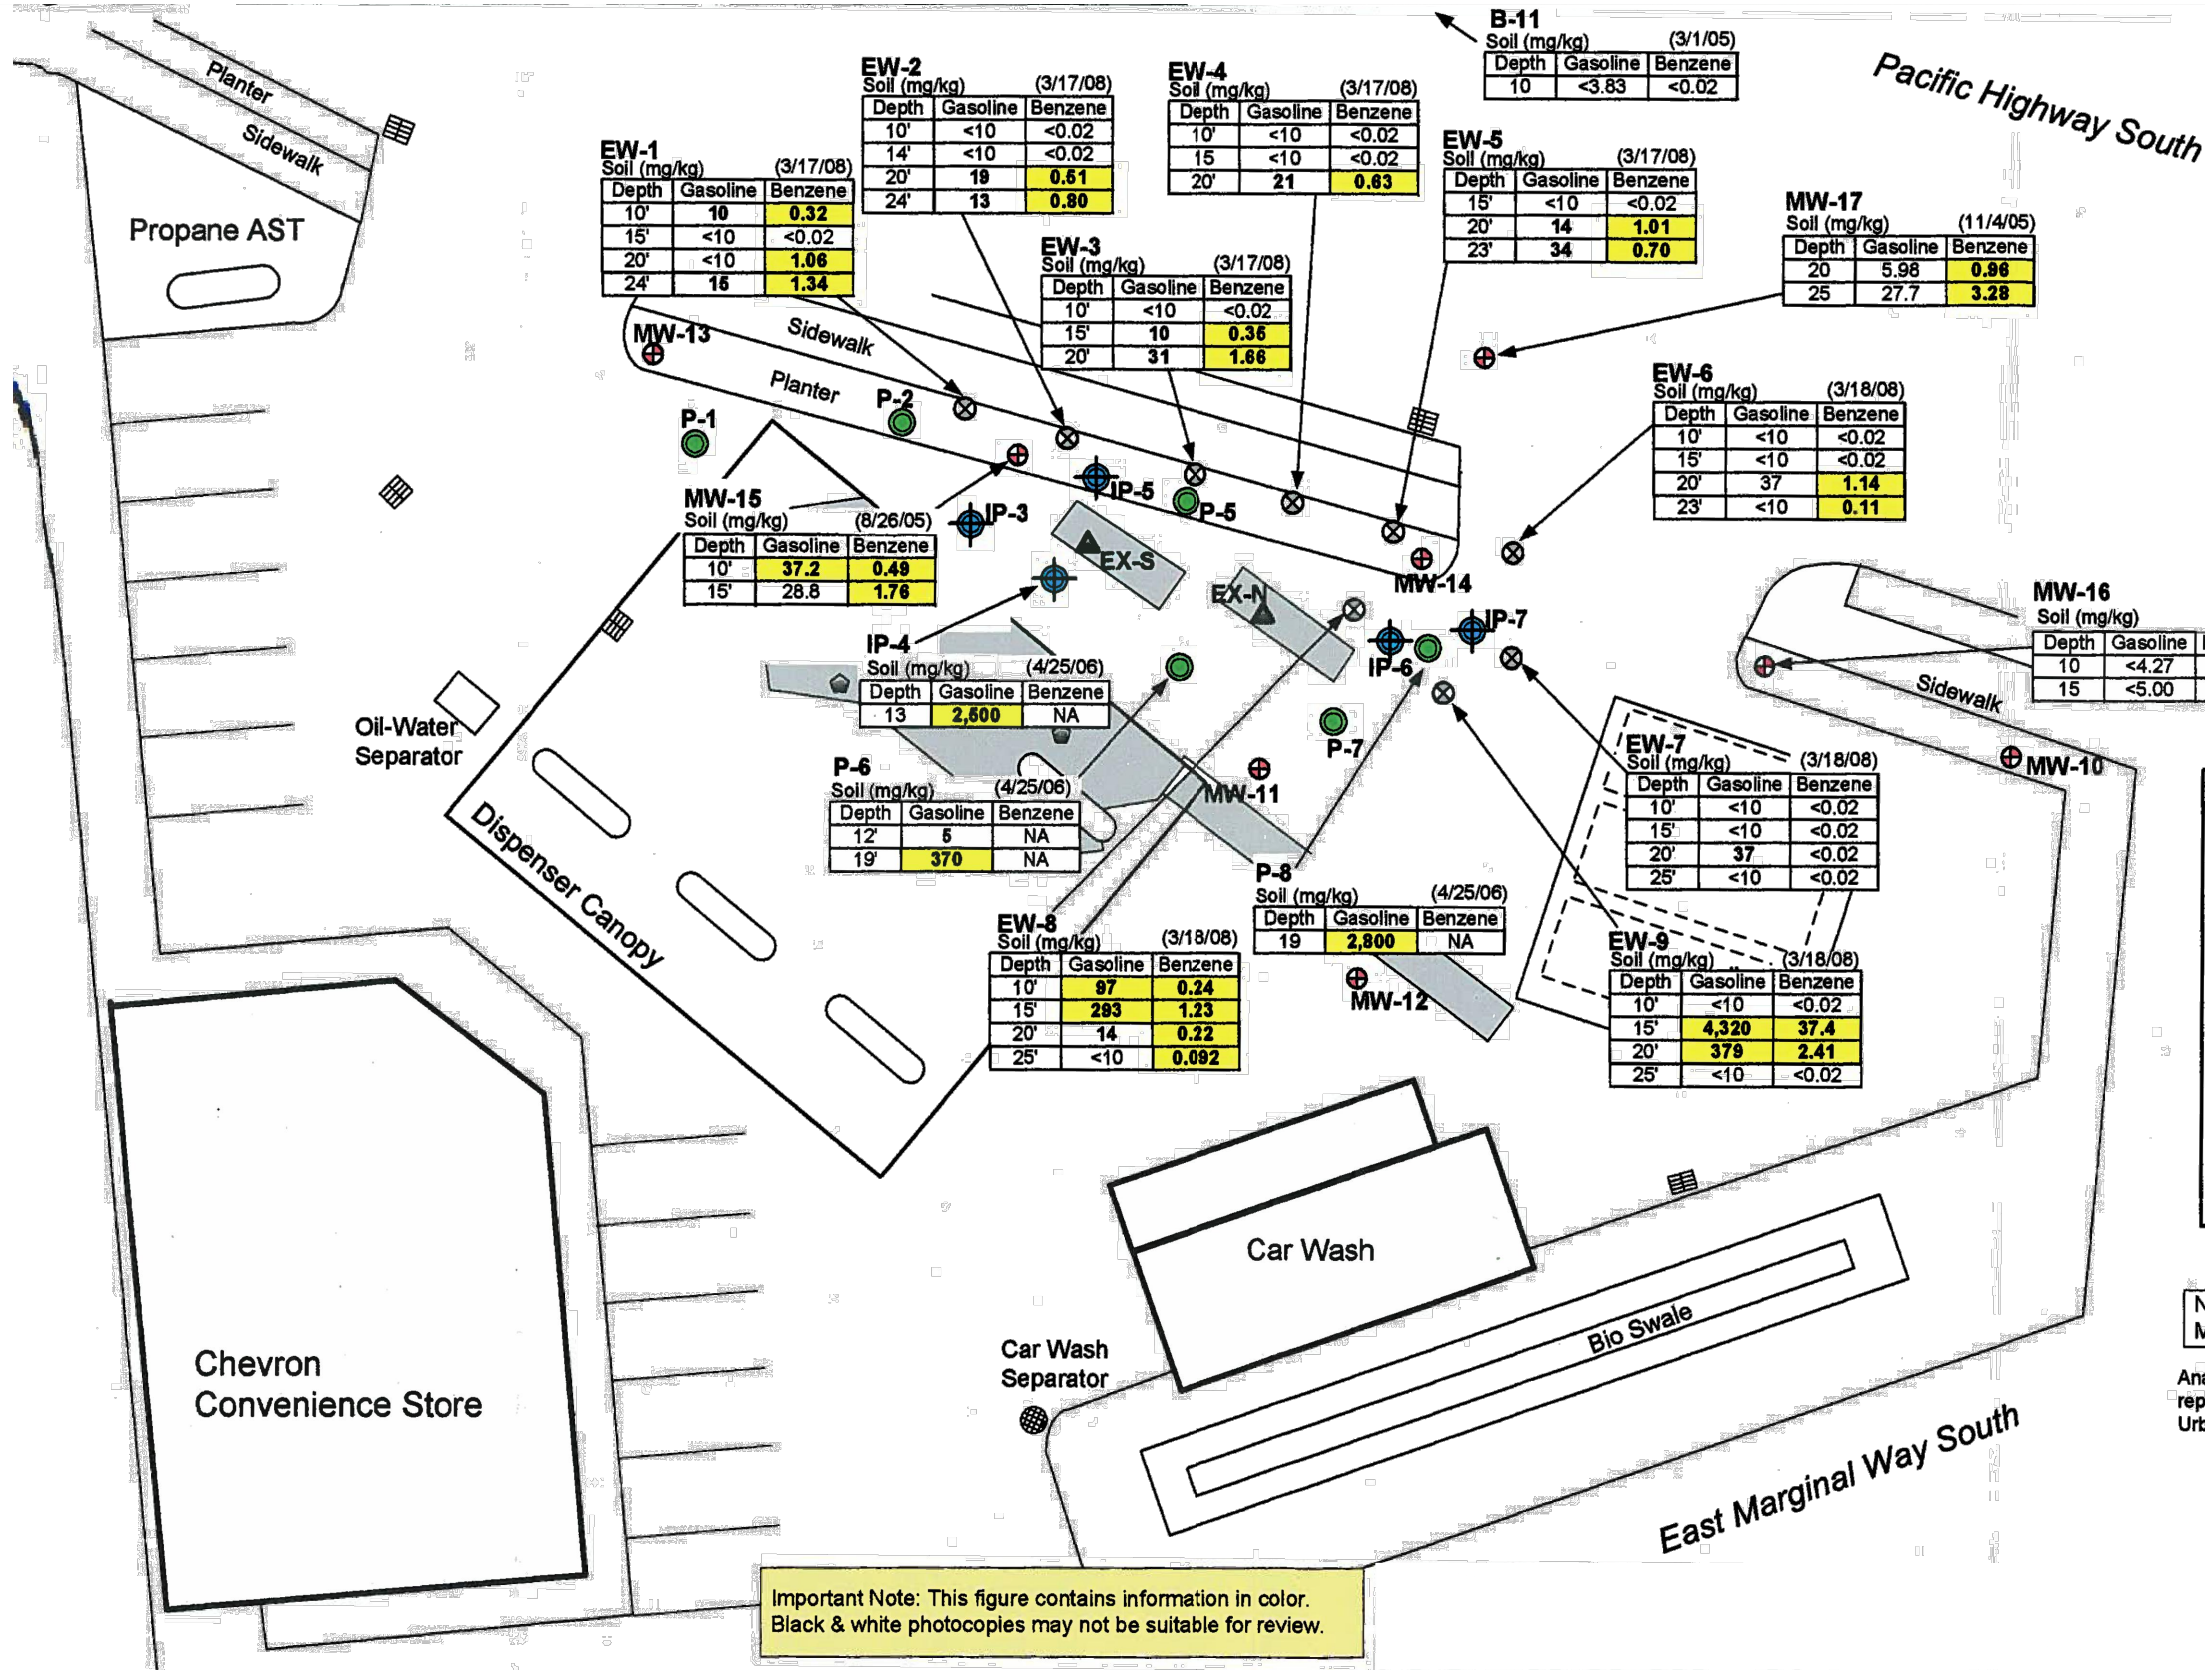 B-11
Soil (mg/kg) (3/1/05)
Depth Gasoline Benzene
10 <3.83 <0.02
Pacific Highway South
EW-2
Soil (mg/kg) (3/17/08)
Depth Gasoline Benzene
10' <10 <0.02
14' <10 <0.02
20' 19 0.51
24' 13 0.80
EW-4
Soil (mg/kg) (3/17/08)
Depth Gasoline Benzene
10' <10 <0.02
15 <10 <0.02
20' 21 0.63
Planter
Sidewalk
Propane AST
EW-1
Soil (mg/kg) (3/17/08)
Depth Gasoline Benzene
10' 10 0.32
15' <10 <0.02
20' <10 1.06
24' 15 1.34
EW-5
Soil (mg/kg) (3/17/08)
Depth Gasoline Benzene
15' <10 <0.02
20' 14 1.01
23' 34 0.70
MW-17
Soil (mg/kg) (11/4/05)
Depth Gasoline Benzene
20 5.98 0.96
25 27.7 3.28
EW-3
Soil (mg/kg) (3/17/08)
Depth Gasoline Benzene
10' <10 <0.02
15' 10 0.35
20' 31 1.66
MW-13
Sidewalk
Planter
P-1
P-2
EW-6
Soil (mg/kg) (3/18/08)
Depth Gasoline Benzene
10' <10 <0.02
15' <10 <0.02
20' 37 1.14
23' <10 0.11
MW-15
Soil (mg/kg) (8/26/05)
Depth Gasoline Benzene
10' 37.2 0.49
15' 28.8 1.76
IP-3
IP-5
P-5
EX-S
EX-N
MW-14
IP-7
IP-6
MW-16
Soil (mg/kg)
Depth Gasoline
10 <4.27
15 <5.00
Sidewalk
MW-10
IP-4
Soil (mg/kg) (4/25/06)
Depth Gasoline Benzene
13 2,500 NA
Oil-Water
Separator
P-7
MW-11
P-6
Soil (mg/kg) (4/25/06)
Depth Gasoline Benzene
12' 5 NA
19' 370 NA
EW-7
Soil (mg/kg) (3/18/08)
Depth Gasoline Benzene
10' <10 <0.02
15' <10 <0.02
20' 37 <0.02
25' <10 <0.02
Dispenser Canopy
P-8
Soil (mg/kg) (4/25/06)
Depth Gasoline Benzene
19 2,800 NA
MW-12
EW-8
Soil (mg/kg) (3/18/08)
Depth Gasoline Benzene
10' 97 0.24
15' 293 1.23
20' 14 0.22
25' <10 0.092
EW-9
Soil (mg/kg) (3/18/08)
Depth Gasoline Benzene
10' <10 <0.02
15' 4,320 37.4
20' 379 2.41
25' <10 <0.02
Car Wash
Bio Swale
Car Wash
Separator
Chevron
Convenience Store
East Marginal Way South
Important Note: This figure contains information in color.
Black & white photocopies may not be suitable for review.